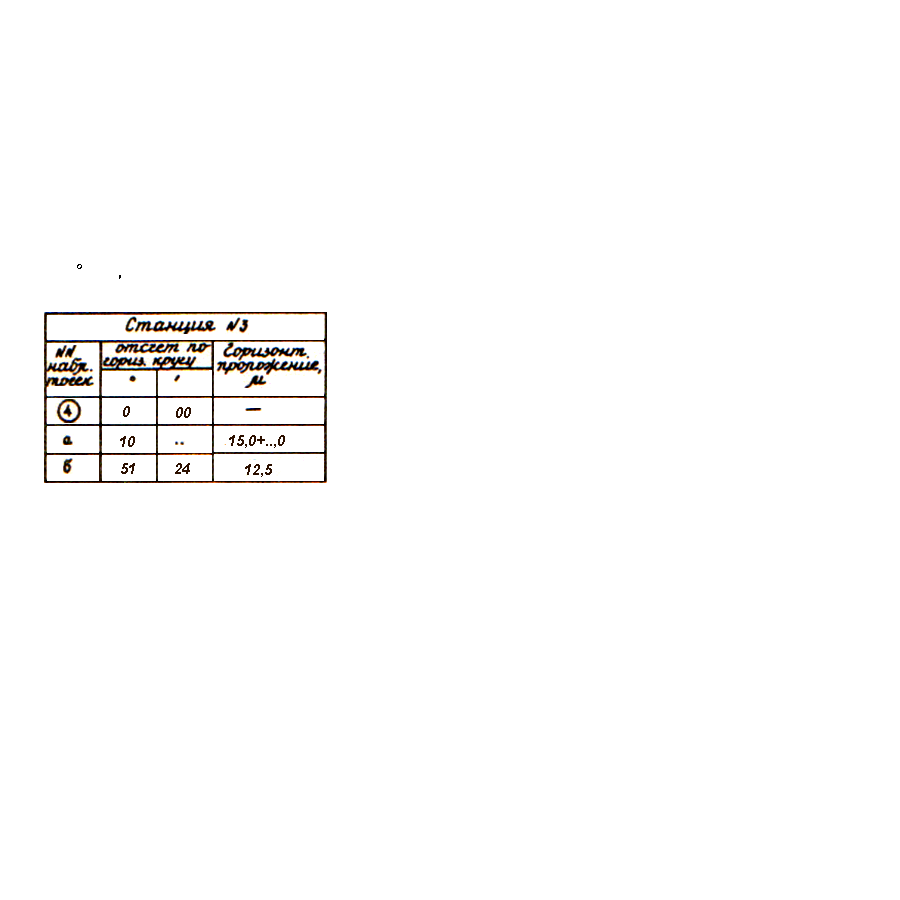 ° ,
Станция №3
NN набл. точек
отсчет по гориз. кругу
Горизонт. проложение, м
° ′
4 0 00 —
а 10 .. 15,0+..,0
б 51 24 12,5